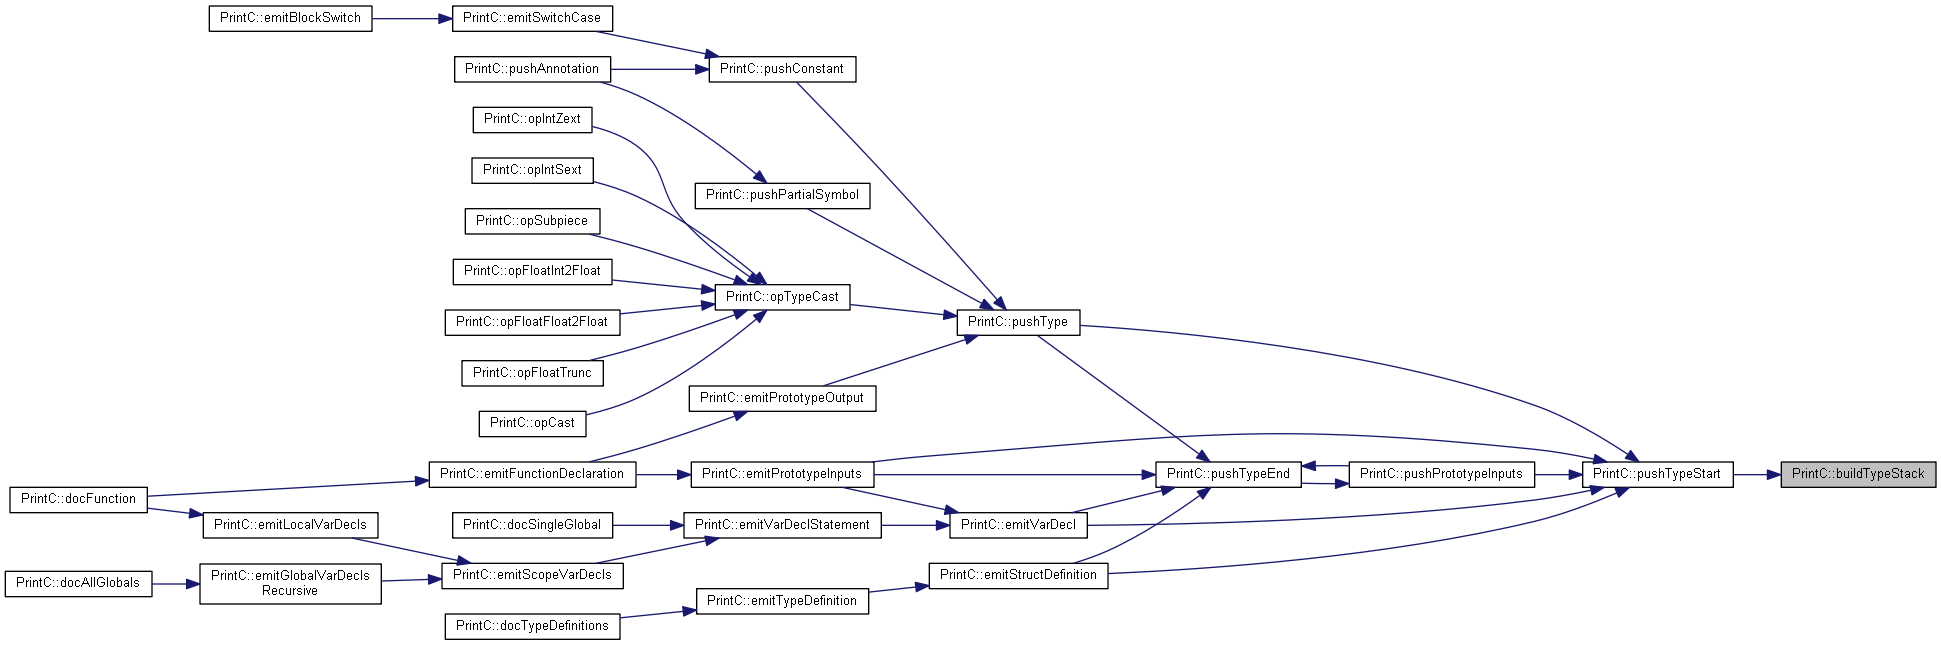 PrintC::emitBlockSwitch
PrintC::emitSwitchCase
PrintC::pushAnnotation
PrintC::pushConstant
PrintC::opIntZext
PrintC::opIntSext
PrintC::pushPartialSymbol
PrintC::opSubpiece
PrintC::opFloatInt2Float
PrintC::opTypeCast
PrintC::opFloatFloat2Float
PrintC::pushType
PrintC::opFloatTrunc
PrintC::emitPrototypeOutput
PrintC::opCast
PrintC::emitFunctionDeclaration
PrintC::emitPrototypeInputs
PrintC::pushTypeEnd
PrintC::pushPrototypeInputs
PrintC::pushTypeStart
PrintC::buildTypeStack
PrintC::docFunction
PrintC::emitLocalVarDecls
PrintC::docSingleGlobal
PrintC::emitVarDeclStatement
PrintC::emitVarDecl
PrintC::docAllGlobals
PrintC::emitGlobalVarDecls
Recursive
PrintC::emitScopeVarDecls
PrintC::emitStructDefinition
PrintC::emitTypeDefinition
PrintC::docTypeDefinitions